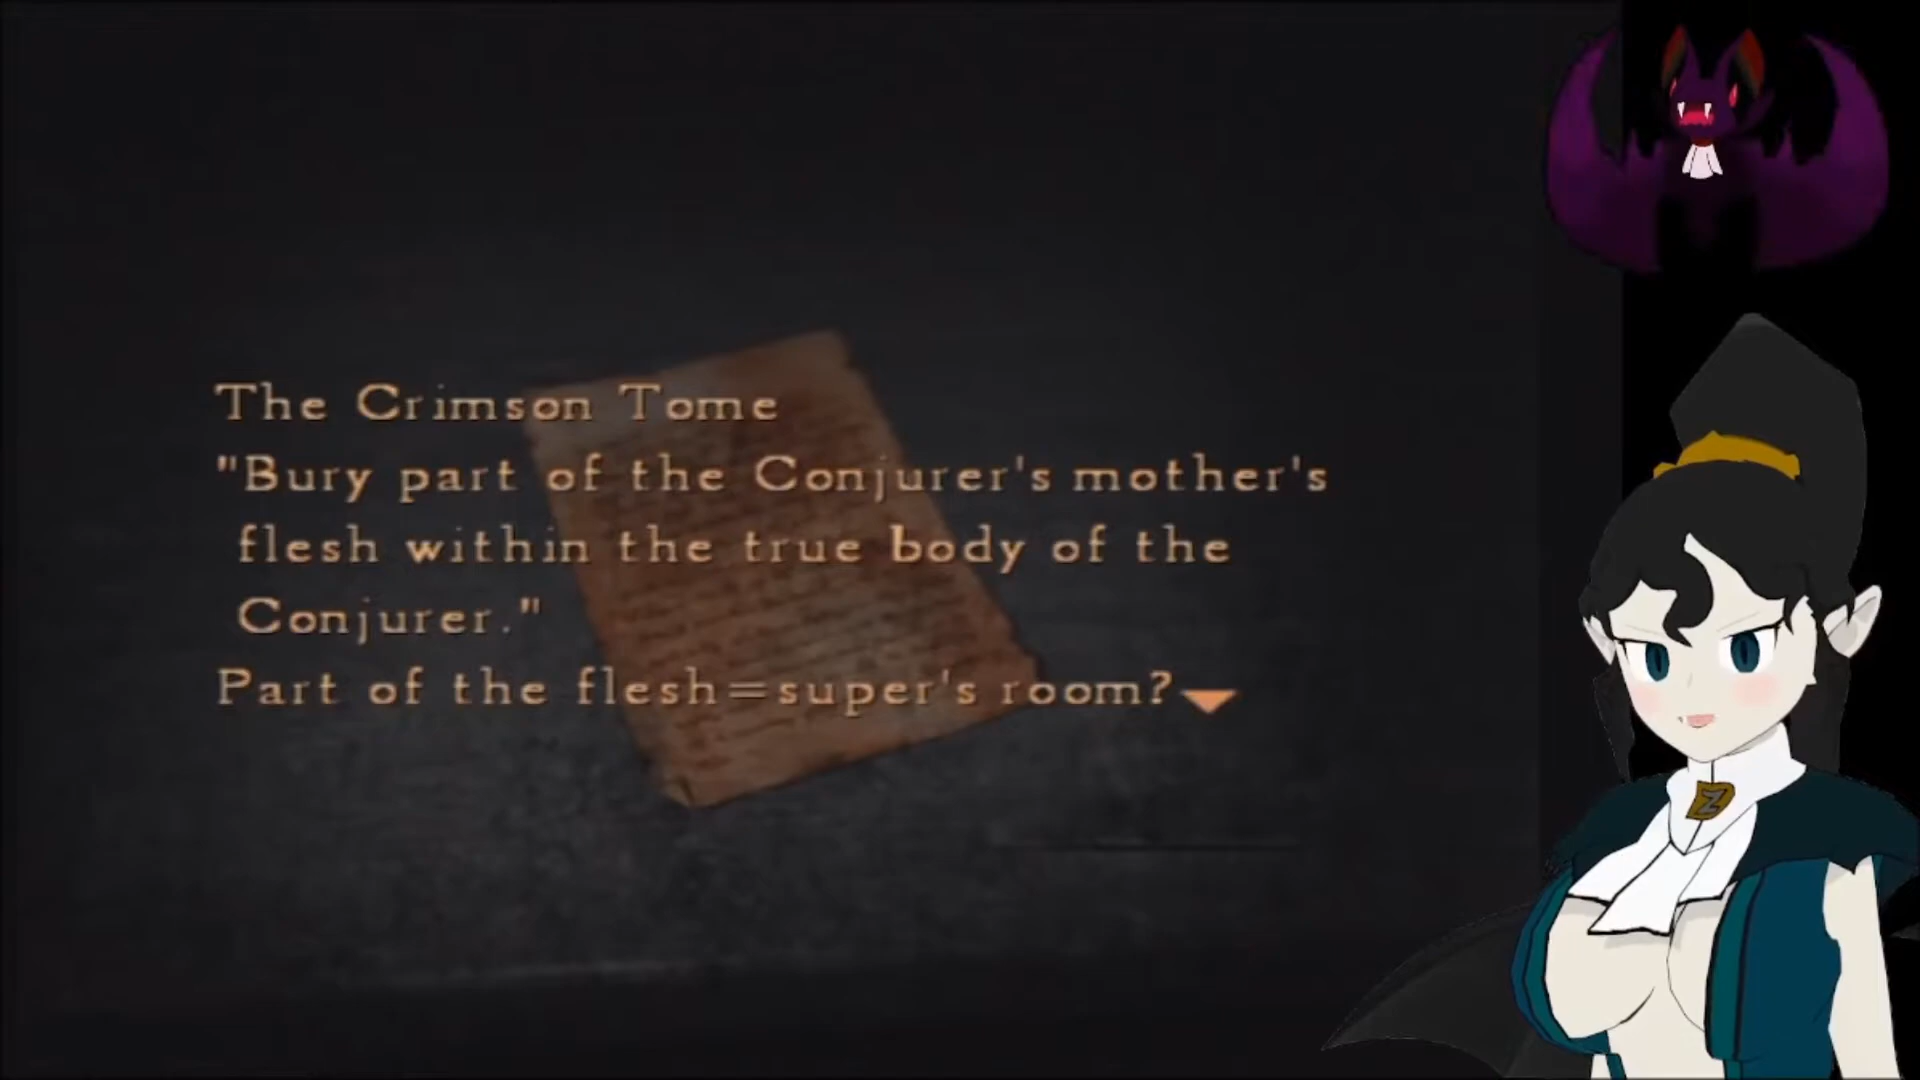 The Crimson Tome
"Bury part of the Conjurer's mother's
flesh within the true body of the
Conjurer."
Part of the flesh=super's room?
Z